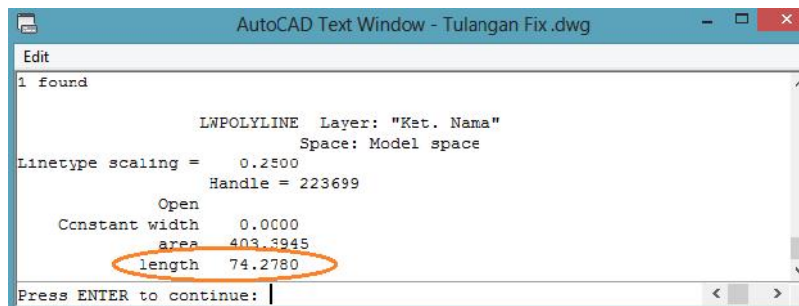 AutoCAD Text Window - Tulangan Fix.dwg
Edit
1 found
LWPOLYLINE Layer: "Ket. Nama"
Space: Model space
Linetype scaling = 0.2500
Handle = 223699
Open
Constant width 0.0000
area 403.3945
length 74.2780
Press ENTER to continue: